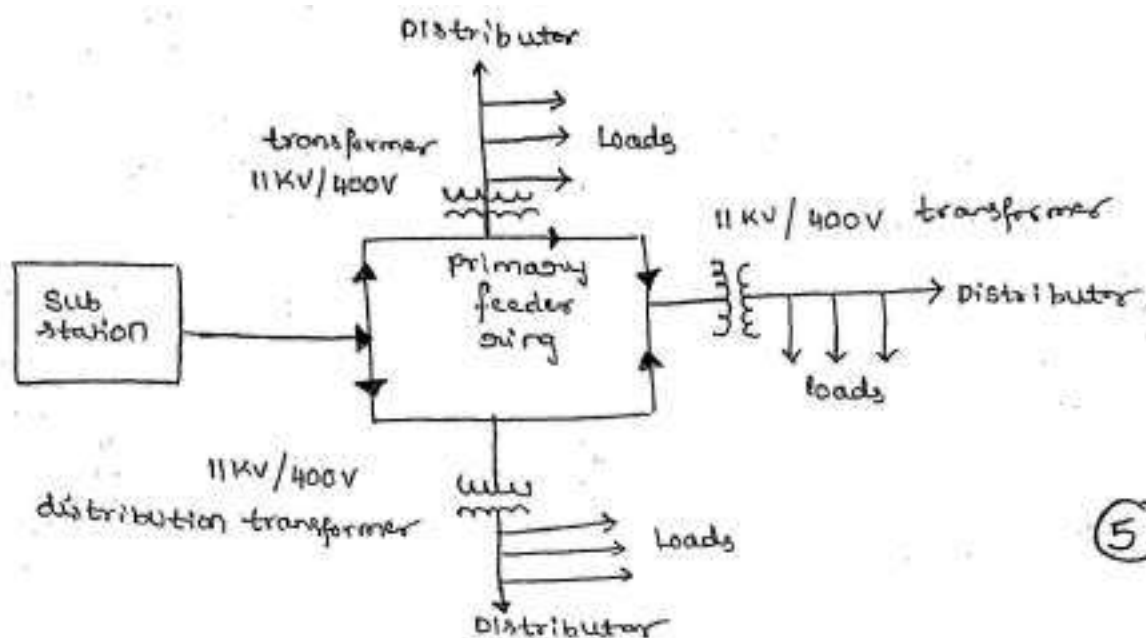 Distributor
transformer
11KV/400V
Loads
11KV/400V transformer
Sub
station
primary
feeder
ring
Distributor
loads
11KV/400V
distribution transformer
Loads
5
Distributor